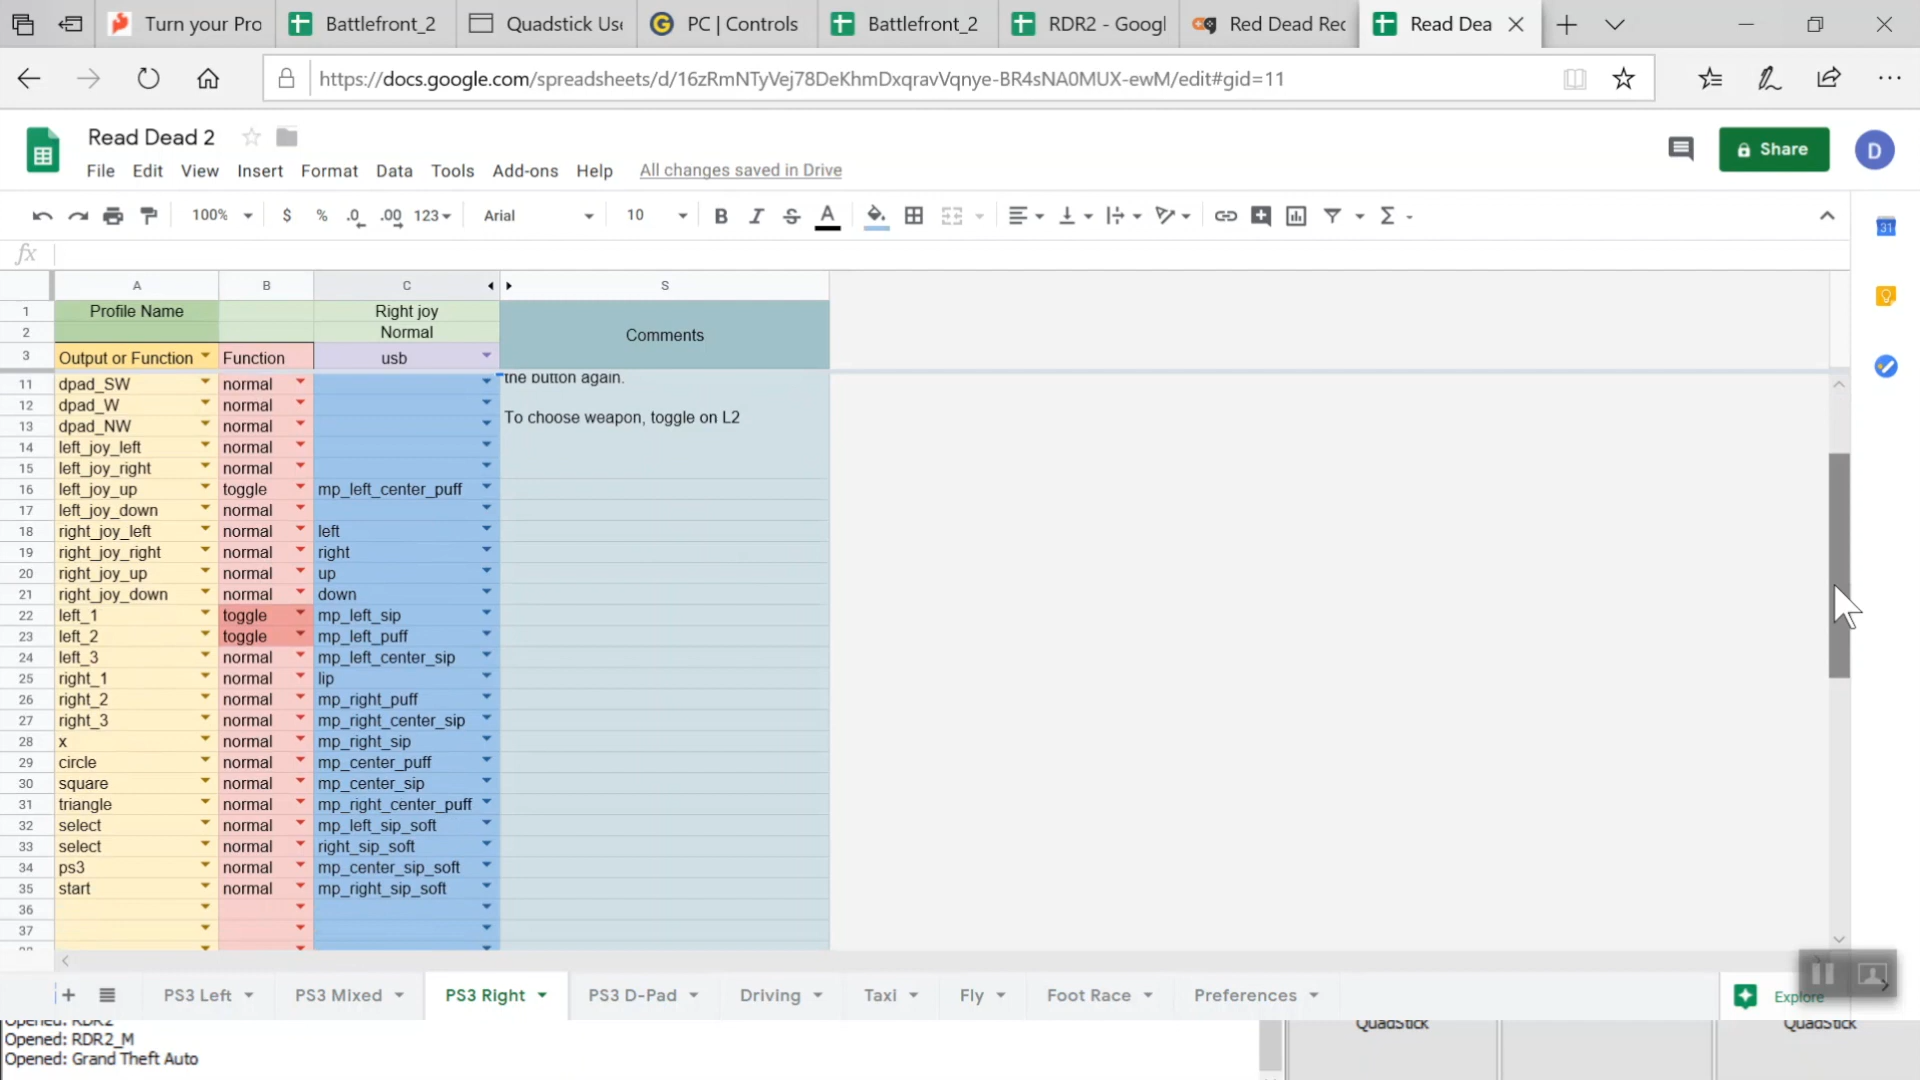 Turn your Pro
Battlefront_2
Quadstick Use
PC | Controls
Battlefront_2
RDR2 - Googl
Red Dead Rec
Read Dea
https://docs.google.com/spreadsheets/d/16zRmNTyVej78DeKhmDxqravVqnye-BR4sNA0MUX-ewM/edit#gid=11
Read Dead 2
Share
D
File Edit View Insert Format Data Tools Add-ons Help All changes saved in Drive
100% $ % .0 .00 123 Arial 10 B I S A Σ
31
fx
A B C S
1 Profile Name Right joy
2 Normal
Comments
3 Output or Function Function usb
11 dpad_SW normal the button again.
12 dpad_W normal
To choose weapon, toggle on L2
13 dpad_NW normal
14 left_joy_left normal
15 left_joy_right normal
16 left_joy_up toggle mp_left_center_puff
17 left_joy_down normal
18 right_joy_left normal left
19 right_joy_right normal right
20 right_joy_up normal up
21 right_joy_down normal down
22 left_1 toggle mp_left_sip
23 left_2 toggle mp_left_puff
24 left_3 normal mp_left_center_sip
25 right_1 normal lip
26 right_2 normal mp_right_puff
27 right_3 normal mp_right_center_sip
28 x normal mp_right_sip
29 circle normal mp_center_puff
30 square normal mp_center_sip
31 triangle normal mp_right_center_puff
32 select normal mp_left_sip_soft
33 select normal right_sip_soft
34 ps3 normal mp_center_sip_soft
35 start normal mp_right_sip_soft
36
37
38
PS3 Left PS3 Mixed PS3 Right PS3 D-Pad Driving Taxi Fly Foot Race Preferences Explore
Opened: RDR2
QuadStick QuadStick
Opened: RDR2_M
Opened: Grand Theft Auto